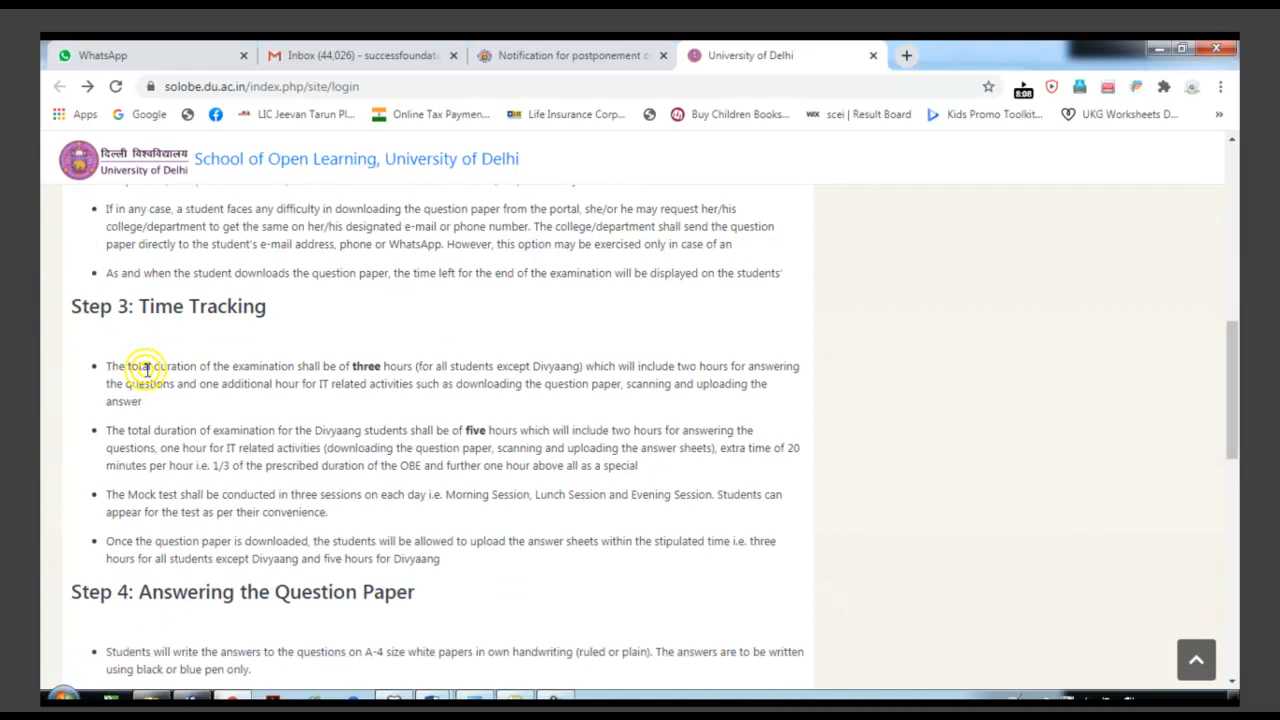 WhatsApp
Inbox (44,026) - successfoundat
Notification for postponement o
University of Delhi
solobe.du.ac.in/index.php/site/login
8:08
Apps
Google
LIC Jeevan Tarun Pl...
Online Tax Paymen...
Life Insurance Corp...
Buy Children Books...
WIX scei | Result Board
Kids Promo Toolkit...
UKG Worksheets D...
»
दिल्ली विश्वविद्यालय
University of Delhi
School of Open Learning, University of Delhi
If in any case, a student faces any difficulty in downloading the question paper from the portal, she/or he may request her/his
college/department to get the same on her/his designated e-mail or phone number. The college/department shall send the question
paper directly to the student's e-mail address, phone or WhatsApp. However, this option may be exercised only in case of an
As and when the student downloads the question paper, the time left for the end of the examination will be displayed on the students'
Step 3: Time Tracking
The total duration of the examination shall be of three hours (for all students except Divyaang) which will include two hours for answering
the questions and one additional hour for IT related activities such as downloading the question paper, scanning and uploading the
answer
The total duration of examination for the Divyaang students shall be of five hours which will include two hours for answering the
questions, one hour for IT related activities (downloading the question paper, scanning and uploading the answer sheets), extra time of 20
minutes per hour i.e. 1/3 of the prescribed duration of the OBE and further one hour above all as a special
The Mock test shall be conducted in three sessions on each day i.e. Morning Session, Lunch Session and Evening Session. Students can
appear for the test as per their convenience.
Once the question paper is downloaded, the students will be allowed to upload the answer sheets within the stipulated time i.e. three
hours for all students except Divyaang and five hours for Divyaang
Step 4: Answering the Question Paper
Students will write the answers to the questions on A-4 size white papers in own handwriting (ruled or plain). The answers are to be written
using black or blue pen only.